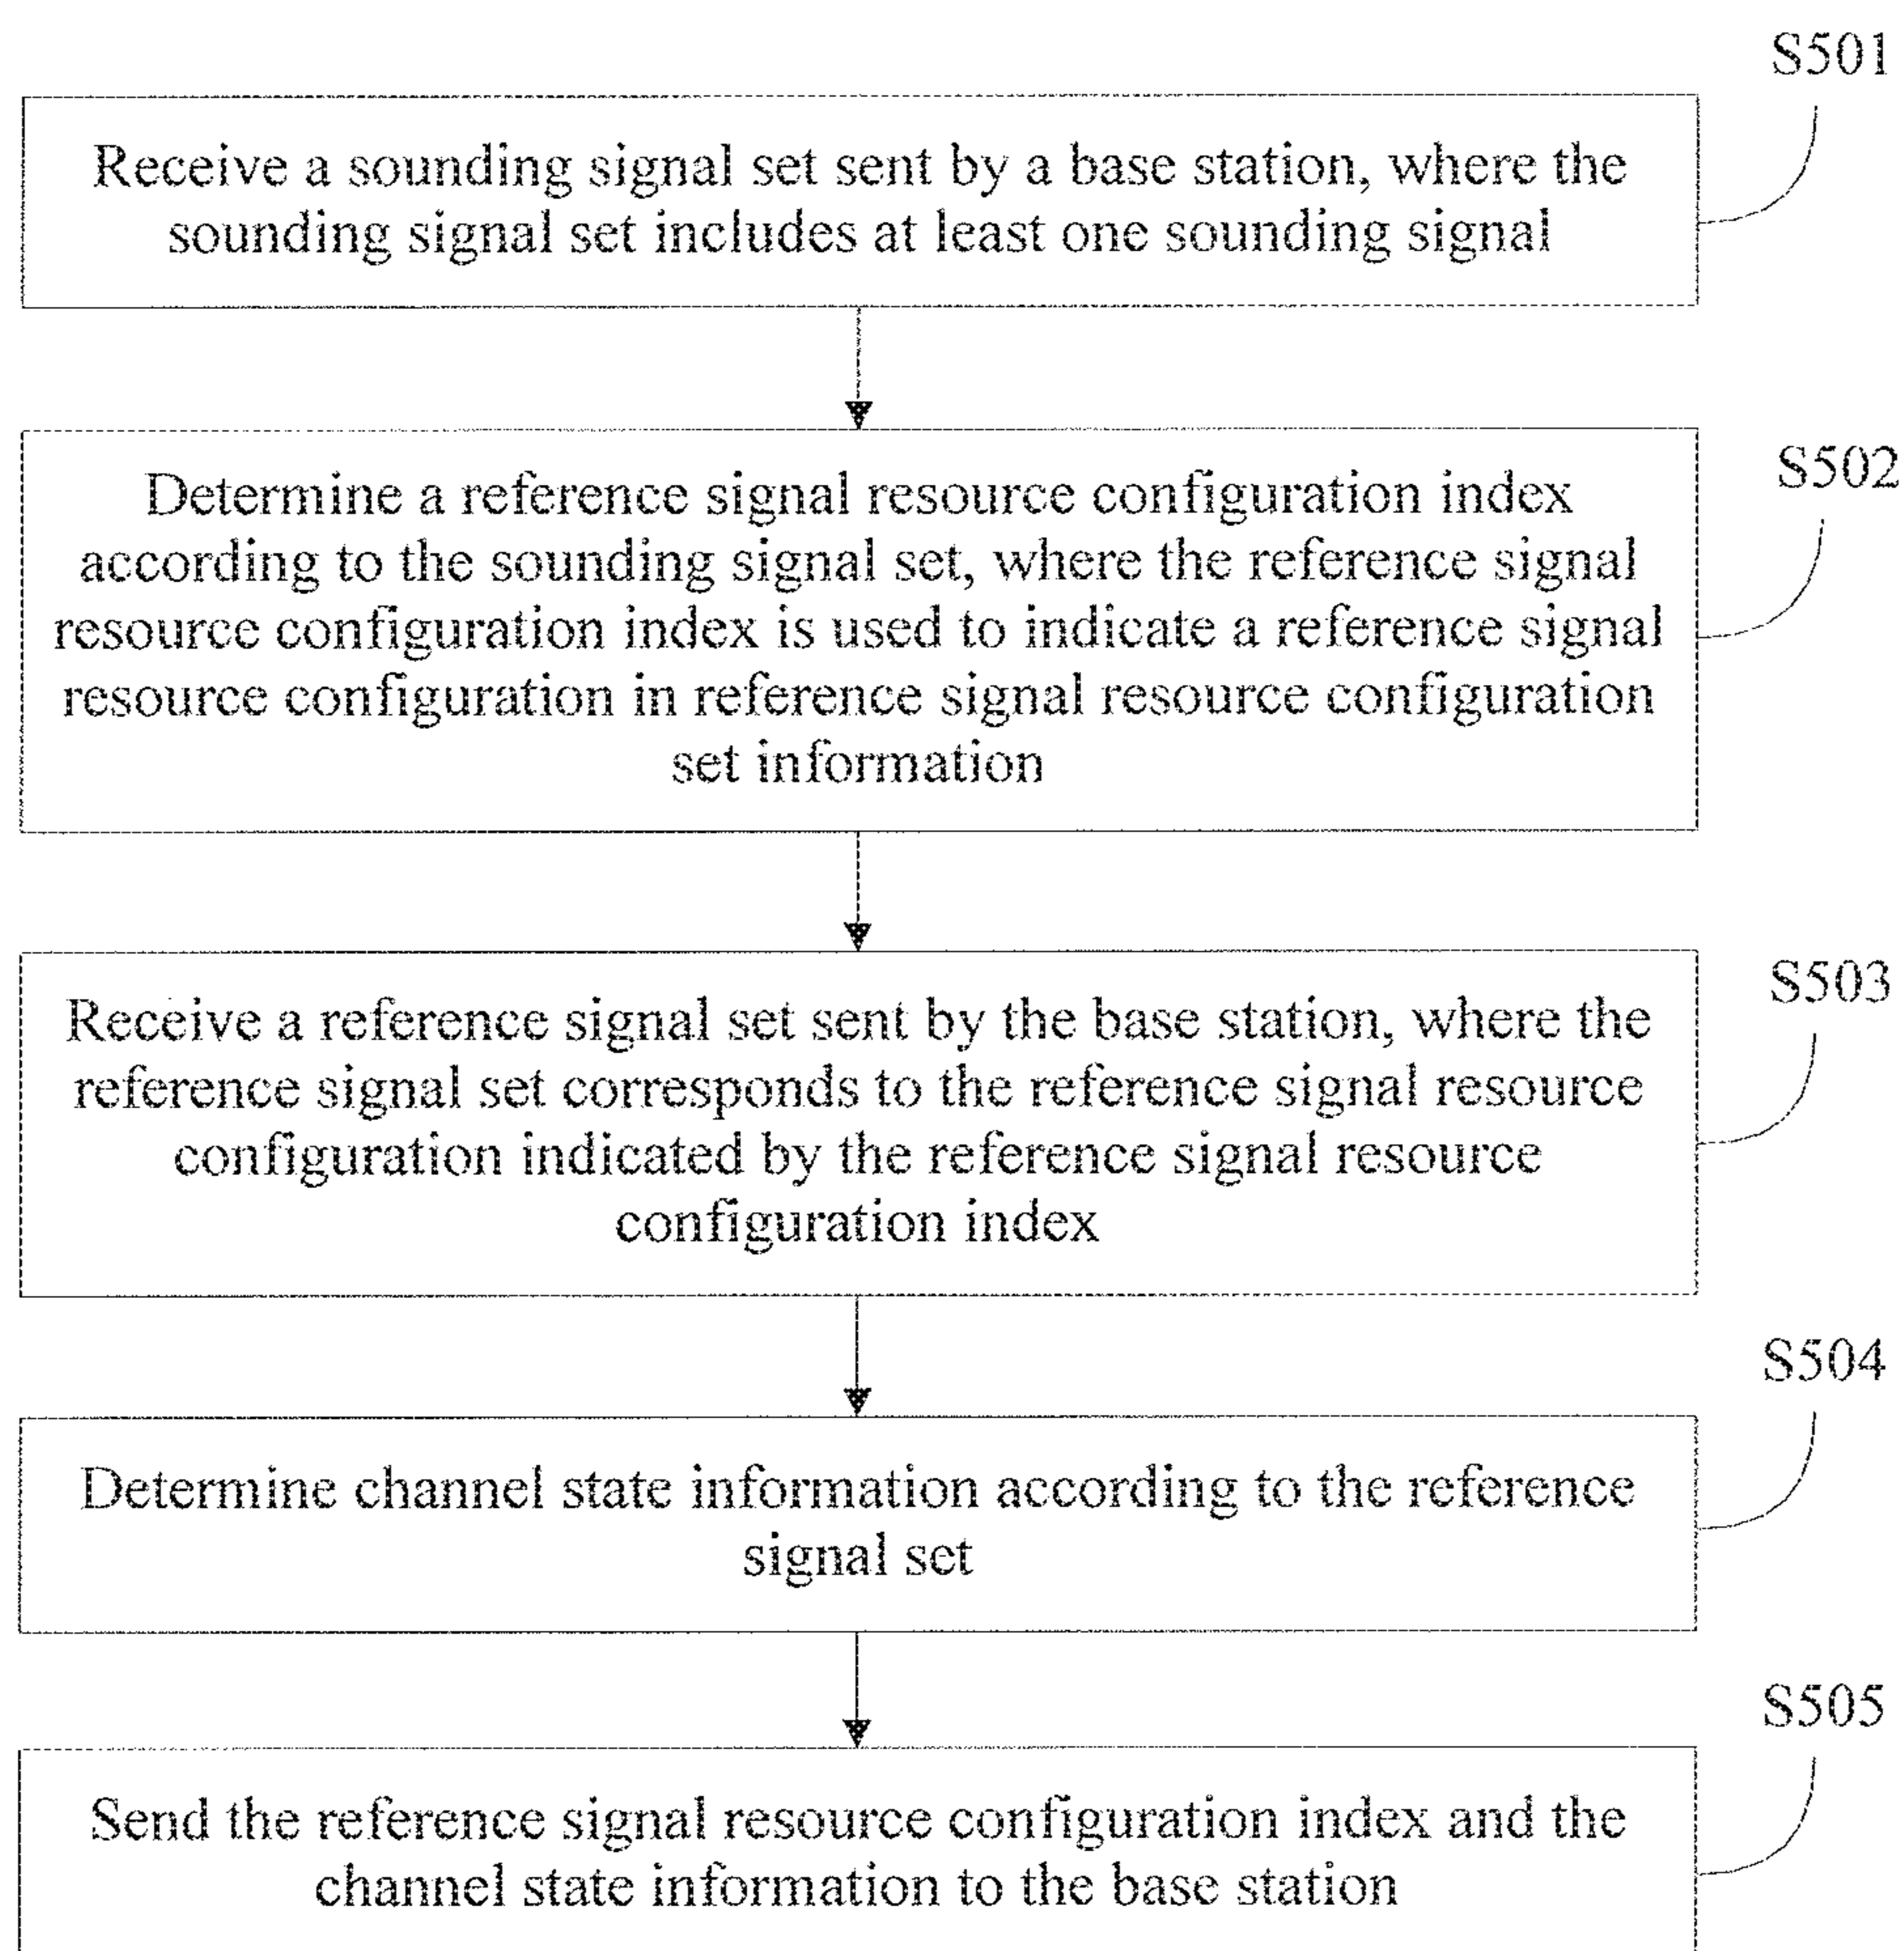 S501
Receive a sounding signal set sent by a base station, where the
sounding signal set includes at least one sounding signal
S502
Determine a reference signal resource configuration index
according to the sounding signal set, where the reference signal
resource configuration index is used to indicate a reference signal
resource configuration in reference signal resource configuration
set information
S503
Receive a reference signal set sent by the base station, where the
reference signal set corresponds to the reference signal resource
configuration indicated by the reference signal resource
configuration index
S504
Determine channel state information according to the reference
signal set
S505
Send the reference signal resource configuration index and the
channel state information to the base station